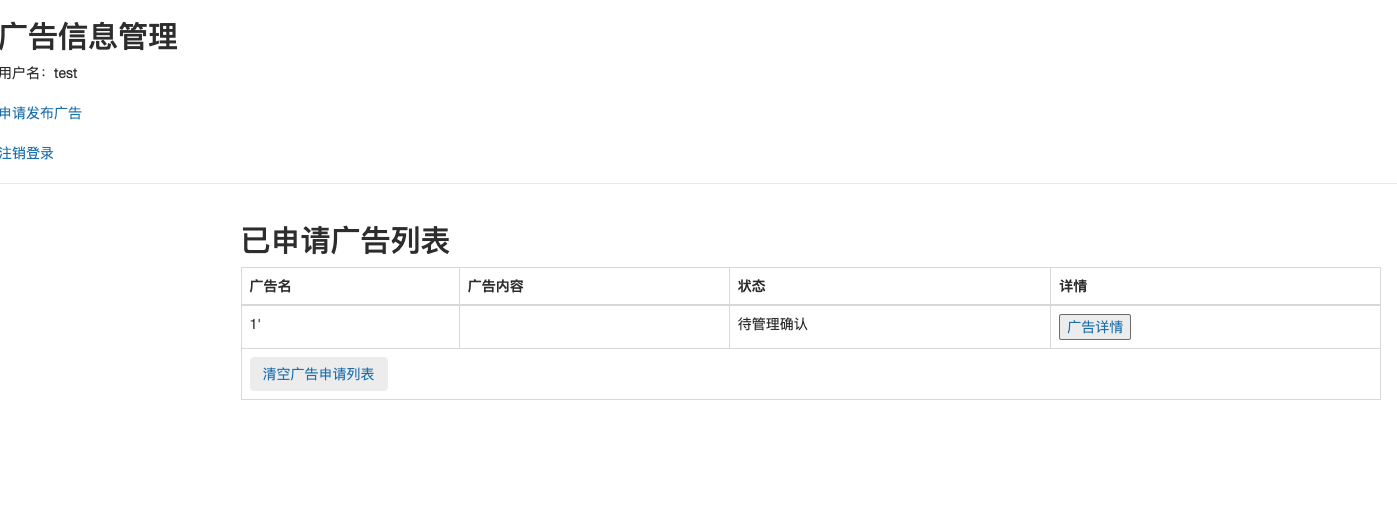 广告信息管理
用户名：test
申请发布广告
注销登录
已申请广告列表
广告名 广告内容 状态 详情
1' 待管理确认 广告详情
清空广告申请列表